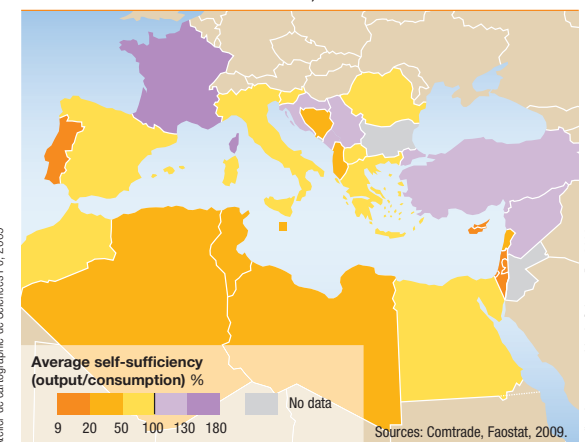 Average self-sufficiency
(output/consumption) %
No data
9 20 50 100 130 180
Sources: Comtrade, Faostat, 2009.